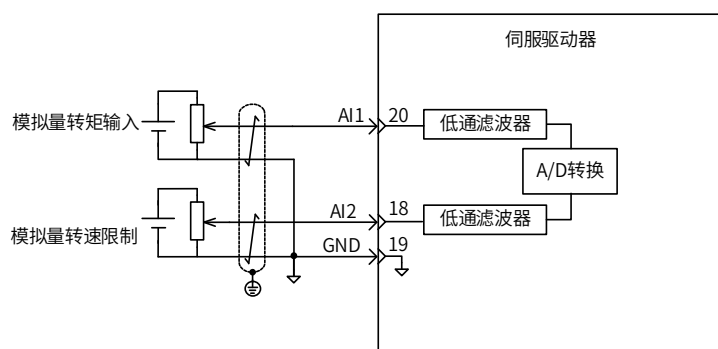 伺服驱动器
模拟量转矩输入
AI1
20
低通滤波器
A/D转换
模拟量转速限制
AI2
18
低通滤波器
GND
19